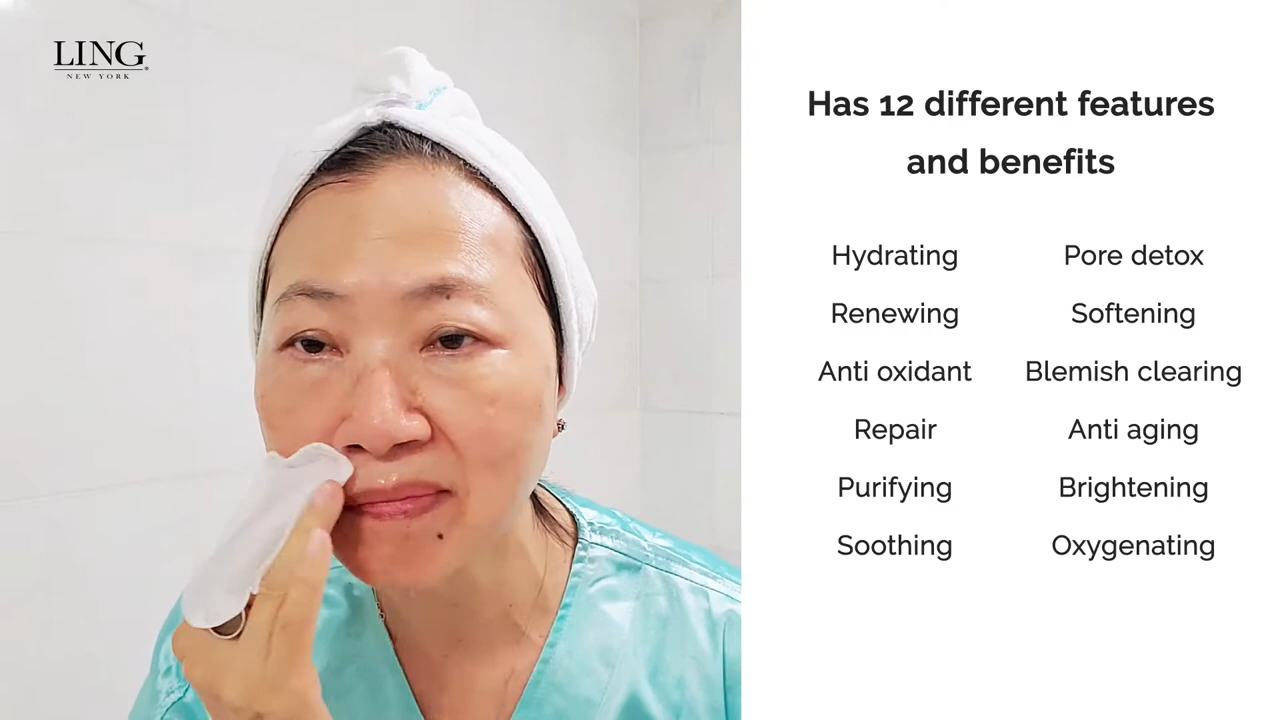 LING
NEW YORK
Has 12 different features
and benefits
Hydrating
Pore detox
Renewing
Softening
Anti oxidant
Blemish clearing
Repair
Anti aging
Purifying
Brightening
Soothing
Oxygenating